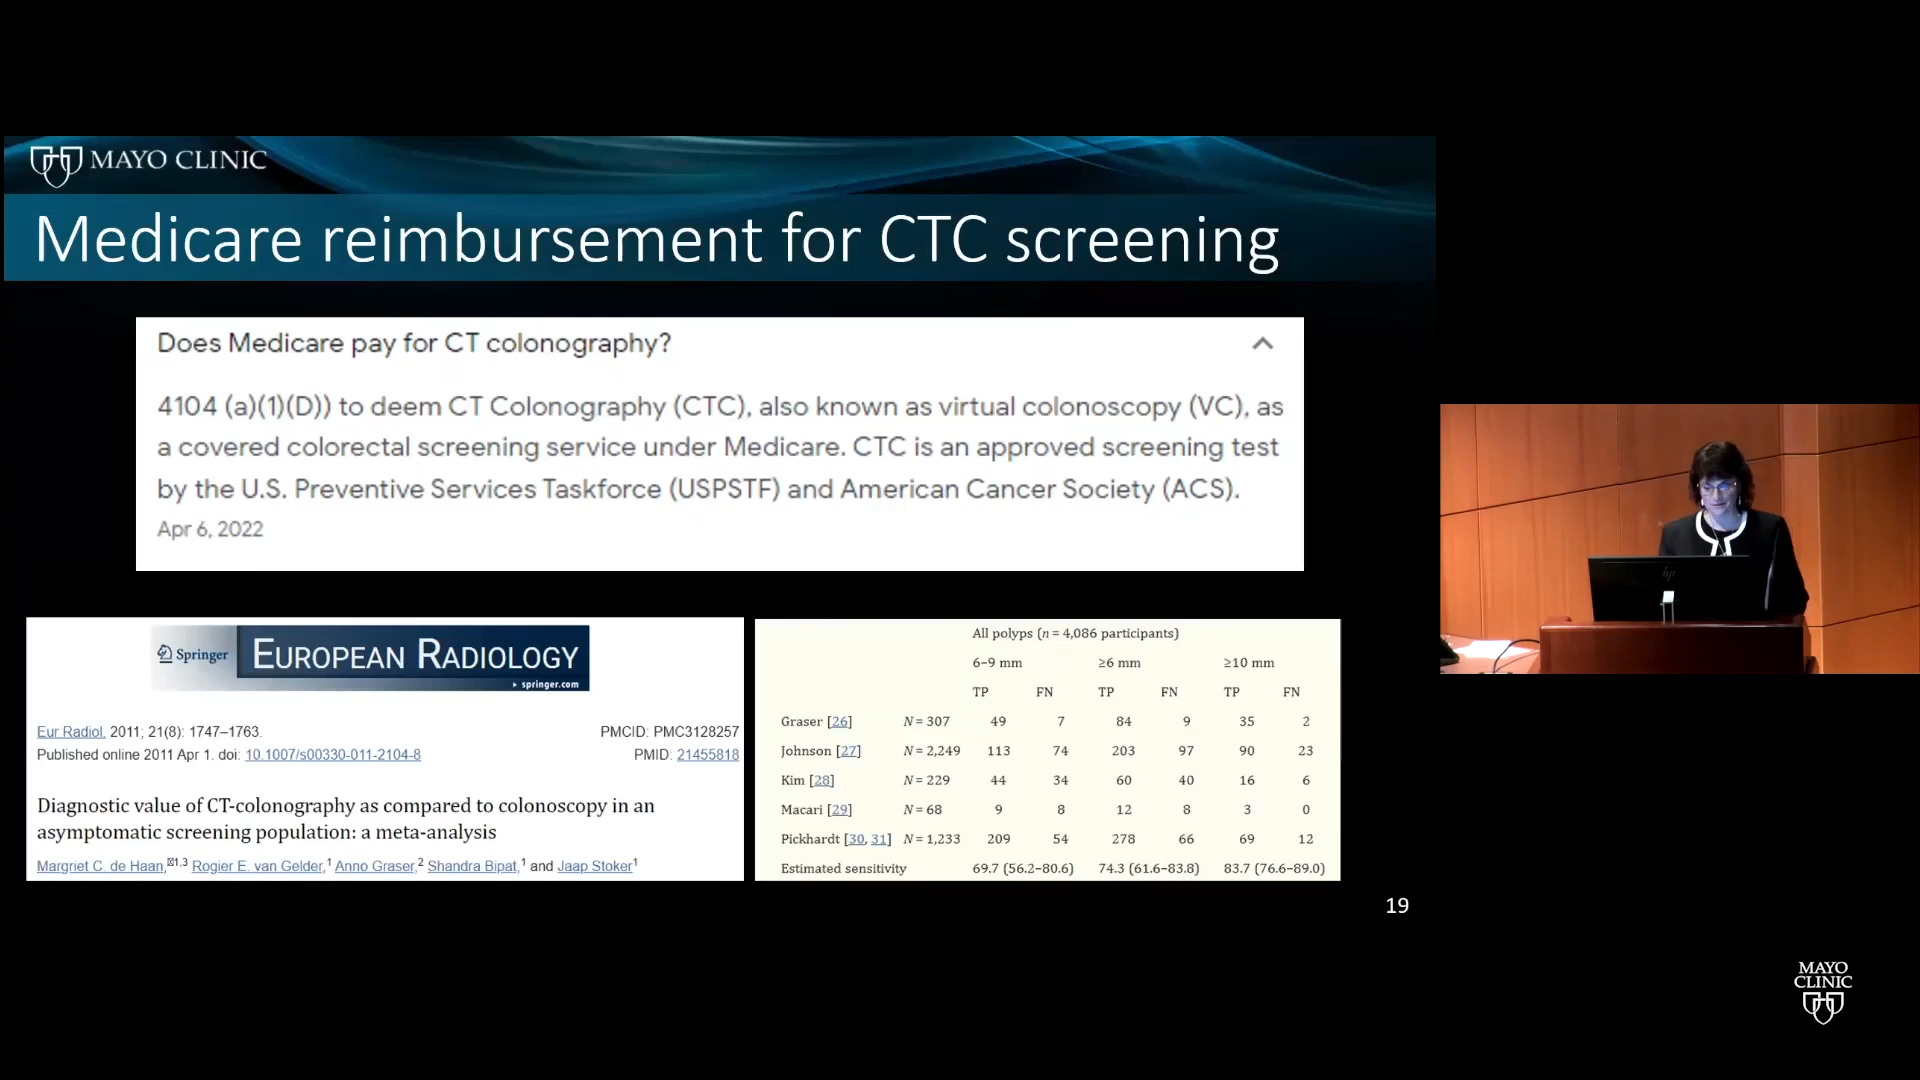 MAYO CLINIC
Medicare reimbursement for CTC screening
Does Medicare pay for CT colonography?
4104 (a)(1)(D)) to deem CT Colonography (CTC), also known as virtual colonoscopy (VC), as
a covered colorectal screening service under Medicare. CTC is an approved screening test
by the U.S. Preventive Services Taskforce (USPSTF) and American Cancer Society (ACS).
Apr 6, 2022
Springer EUROPEAN RADIOLOGY
springer.com
Eur Radiol. 2011; 21(8): 1747–1763. PMCID: PMC3128257
Published online 2011 Apr 1. doi: 10.1007/s00330-011-2104-8 PMID: 21455818
Diagnostic value of CT-colonography as compared to colonoscopy in an
asymptomatic screening population: a meta-analysis
Margriet C. de Haan,✉1,3 Rogier E. van Gelder,1 Anno Graser,2 Shandra Bipat,1 and Jaap Stoker1
All polyps (n = 4,086 participants)
6–9 mm ≥6 mm ≥10 mm
TP FN TP FN TP FN
Graser [26] N = 307 49 7 84 9 35 2
Johnson [27] N = 2,249 113 74 203 97 90 23
Kim [28] N = 229 44 34 60 40 16 6
Macari [29] N = 68 9 8 12 8 3 0
Pickhardt [30, 31] N = 1,233 209 54 278 66 69 12
Estimated sensitivity 69.7 (56.2–80.6) 74.3 (61.6–83.8) 83.7 (76.6–89.0)
19
hp
MAYO
CLINIC